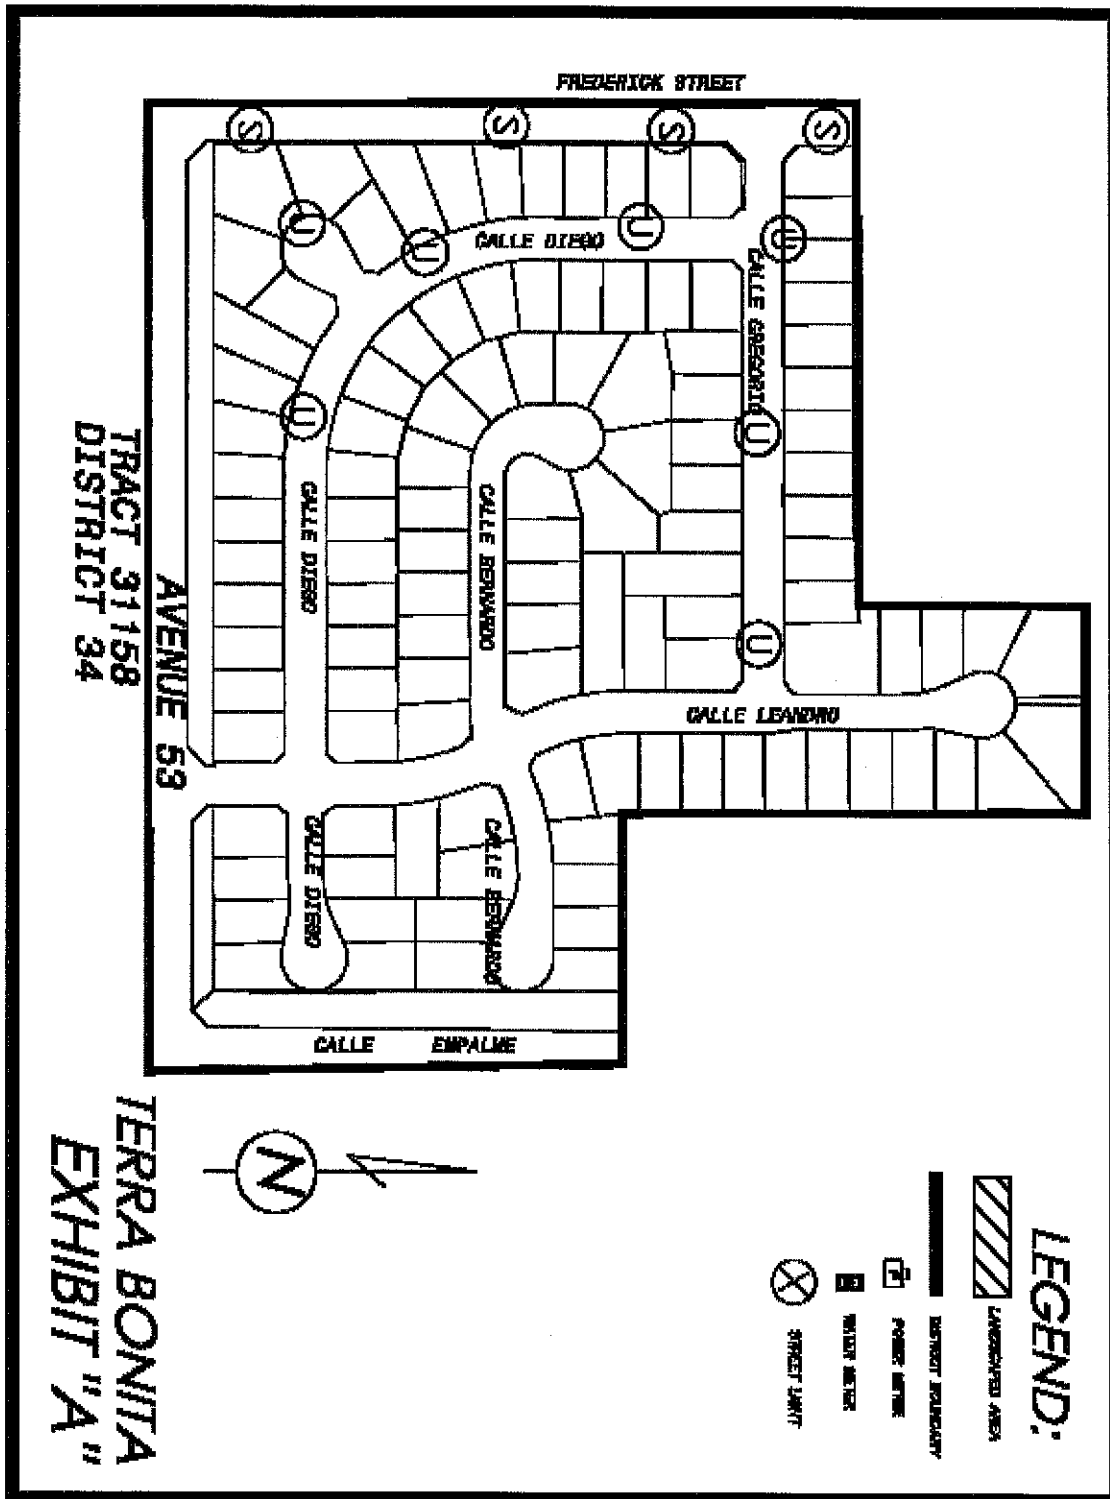 FREDERICK STREET
S
S
S
S
U
U
U
U
CALLE DIEGO
CALLE GREGORIO
U
U
U
CALLE DIEGO
CALLE BERNARDO
CALLE LEANDRO
CALLE DIEGO
CALLE BERNARDO
CALLE EMPALME
AVENUE 53
TRACT 31158
DISTRICT 34
N
LEGEND:
LANDSCAPED AREA
DISTRICT BOUNDARY
POWER METER
WATER METER
STREET LIGHT
TERRA BONITA
EXHIBIT "A"